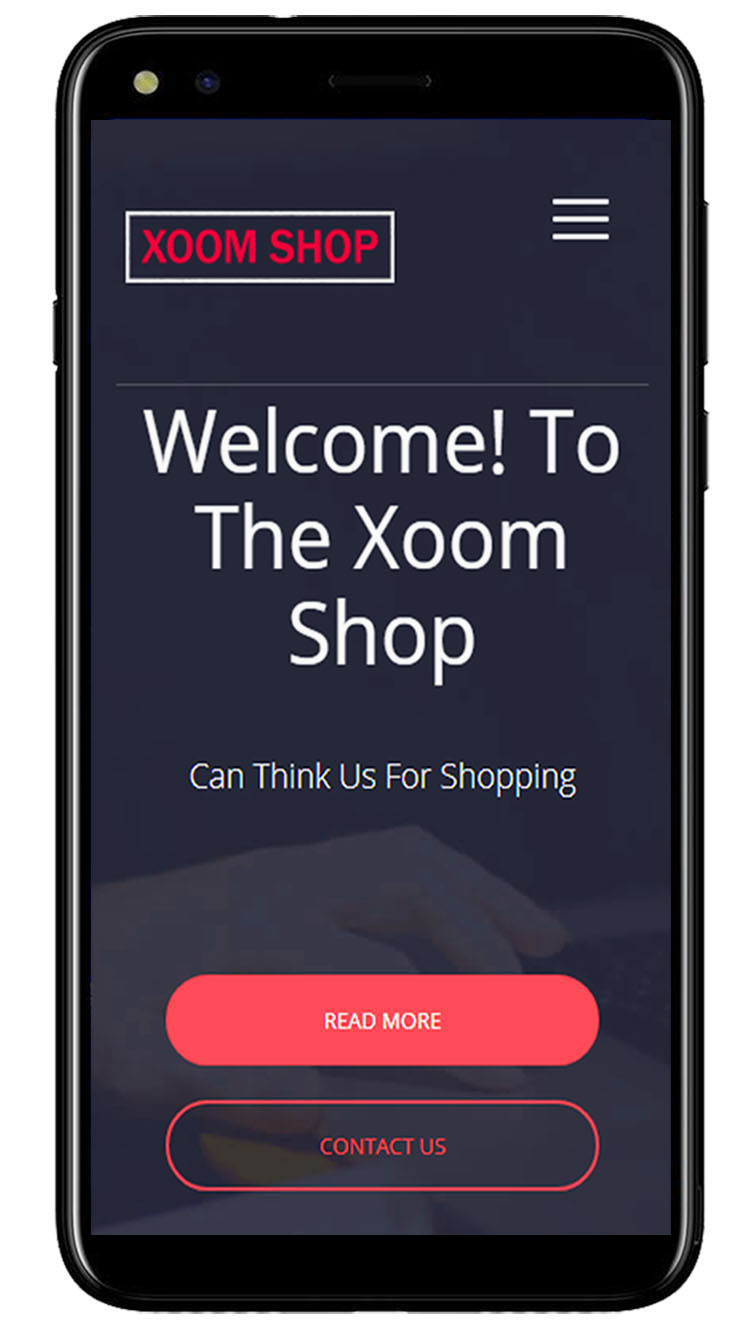 XOOM SHOP
Welcome! To
The Xoom
Shop
Can Think Us For Shopping
READ MORE
CONTACT US